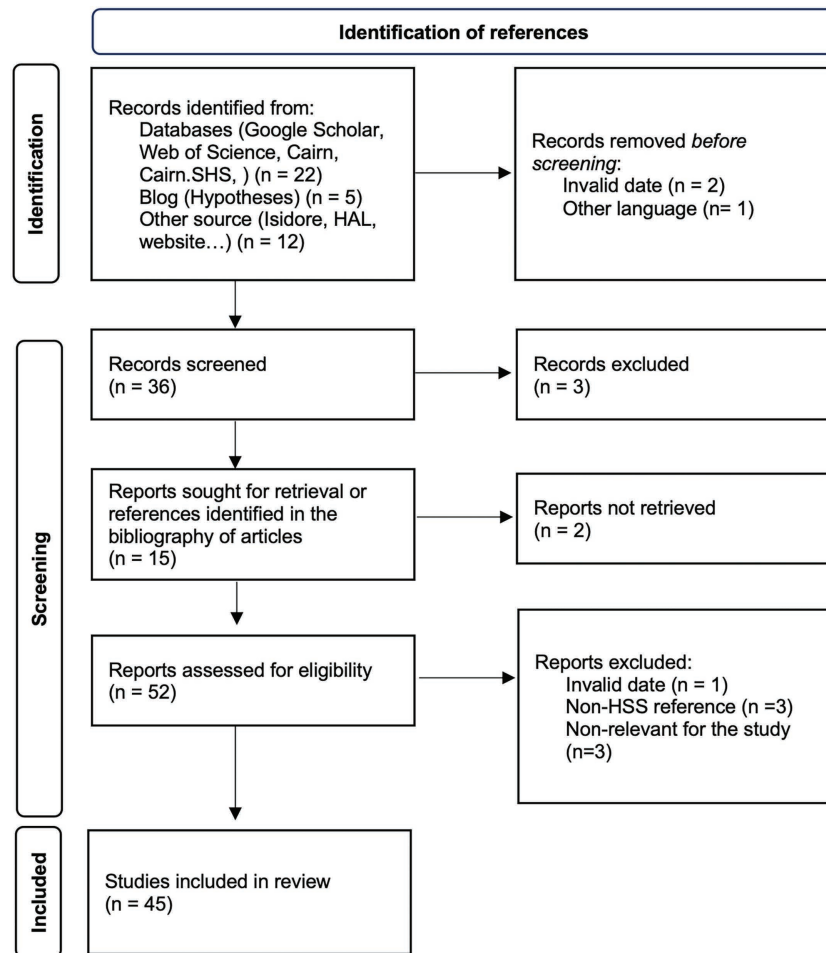 Identification of references
Identification
Records identified from:
Databases (Google Scholar,
Web of Science, Cairn,
Cairn.SHS, ) (n = 22)
Blog (Hypotheses) (n = 5)
Other source (Isidore, HAL,
website…) (n = 12)
Records removed before
screening:
Invalid date (n = 2)
Other language (n= 1)
Screening
Records screened
(n = 36)
Records excluded
(n = 3)
Reports sought for retrieval or
references identified in the
bibliography of articles
(n = 15)
Reports not retrieved
(n = 2)
Reports assessed for eligibility
(n = 52)
Reports excluded:
Invalid date (n = 1)
Non-HSS reference (n =3)
Non-relevant for the study
(n=3)
Included
Studies included in review
(n = 45)